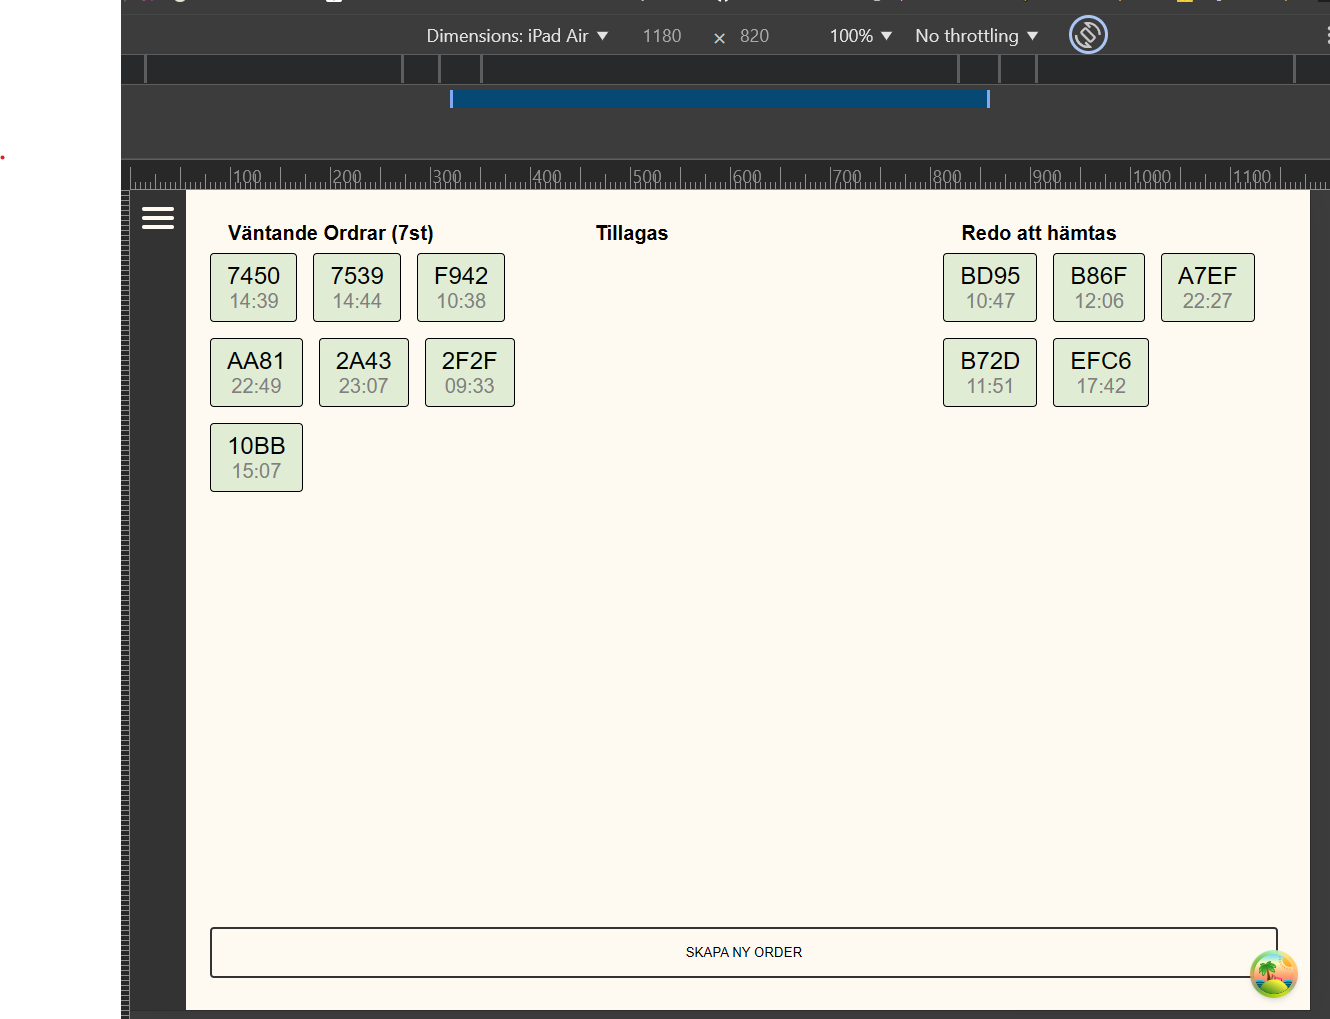 Dimensions: iPad Air ▼ 1180 × 820 100% ▼ No throttling ▼
100 200 300 400 500 600 700 800 900 1000 1100
Väntande Ordrar (7st)
7450
14:39
7539
14:44
F942
10:38
AA81
22:49
2A43
23:07
2F2F
09:33
10BB
15:07
Tillagas
Redo att hämtas
BD95
10:47
B86F
12:06
A7EF
22:27
B72D
11:51
EFC6
17:42
SKAPA NY ORDER